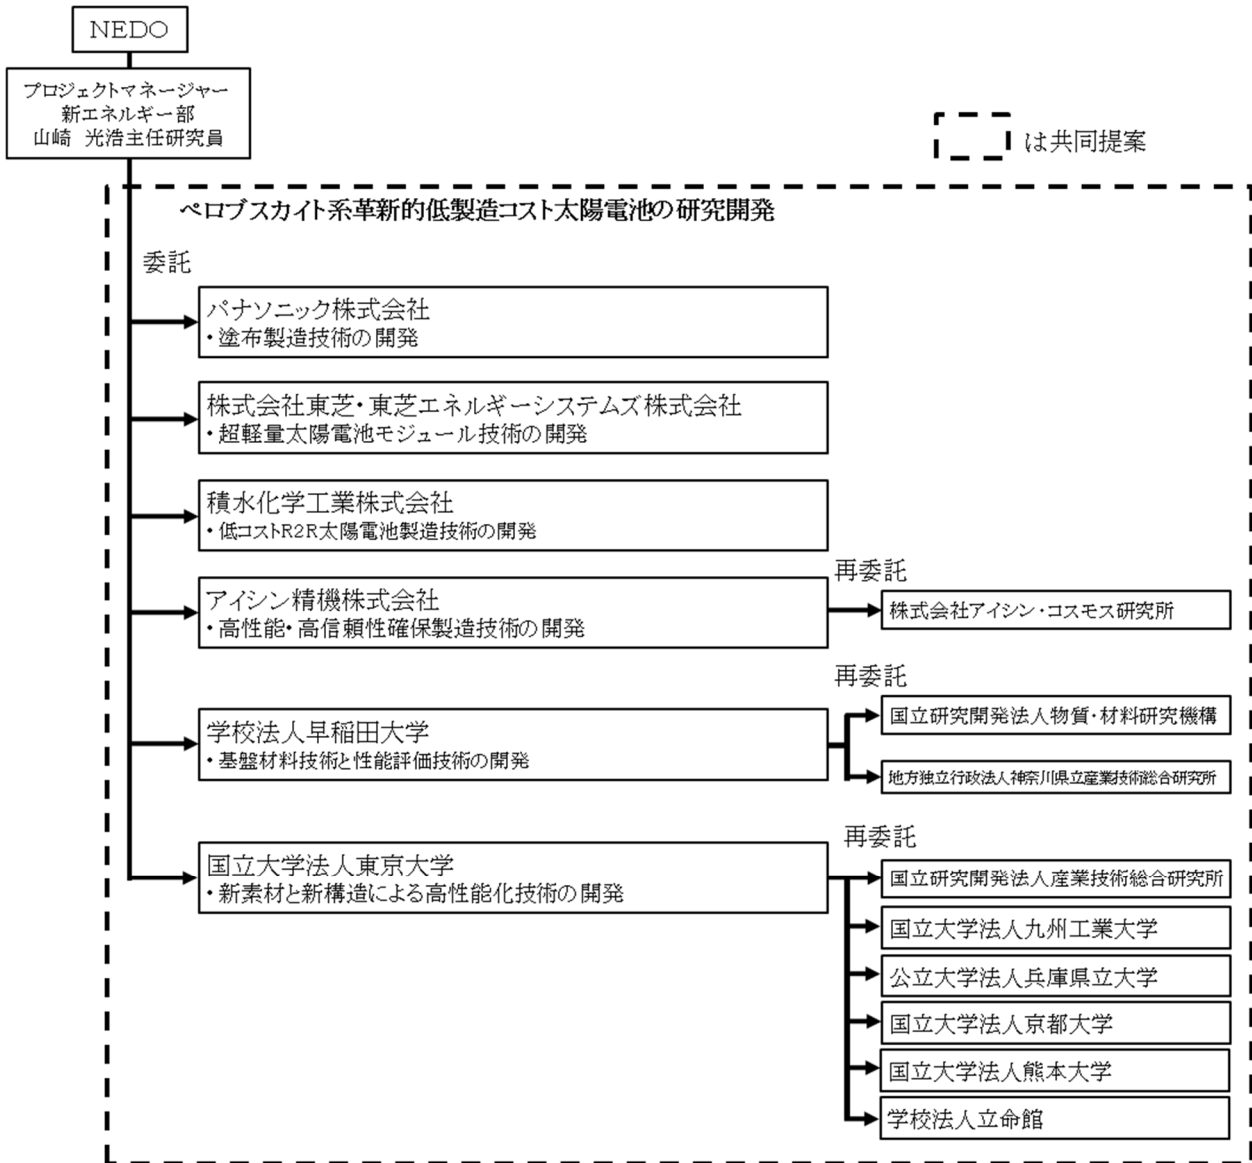 NEDO
プロジェクトマネージャー
新エネルギー部
山崎 光浩主任研究員
は共同提案
ペロブスカイト系革新的低製造コスト太陽電池の研究開発
委託
パナソニック株式会社
・塗布製造技術の開発
株式会社東芝・東芝エネルギーシステムズ株式会社
・超軽量太陽電池モジュール技術の開発
積水化学工業株式会社
・低コストR2R太陽電池製造技術の開発
アイシン精機株式会社
・高性能・高信頼性確保製造技術の開発
再委託
株式会社アイシン・コスモス研究所
学校法人早稲田大学
・基盤材料技術と性能評価技術の開発
再委託
国立研究開発法人物質・材料研究機構
地方独立行政法人神奈川県立産業技術総合研究所
国立大学法人東京大学
・新素材と新構造による高性能化技術の開発
再委託
国立研究開発法人産業技術総合研究所
国立大学法人九州工業大学
公立大学法人兵庫県立大学
国立大学法人京都大学
国立大学法人熊本大学
学校法人立命館